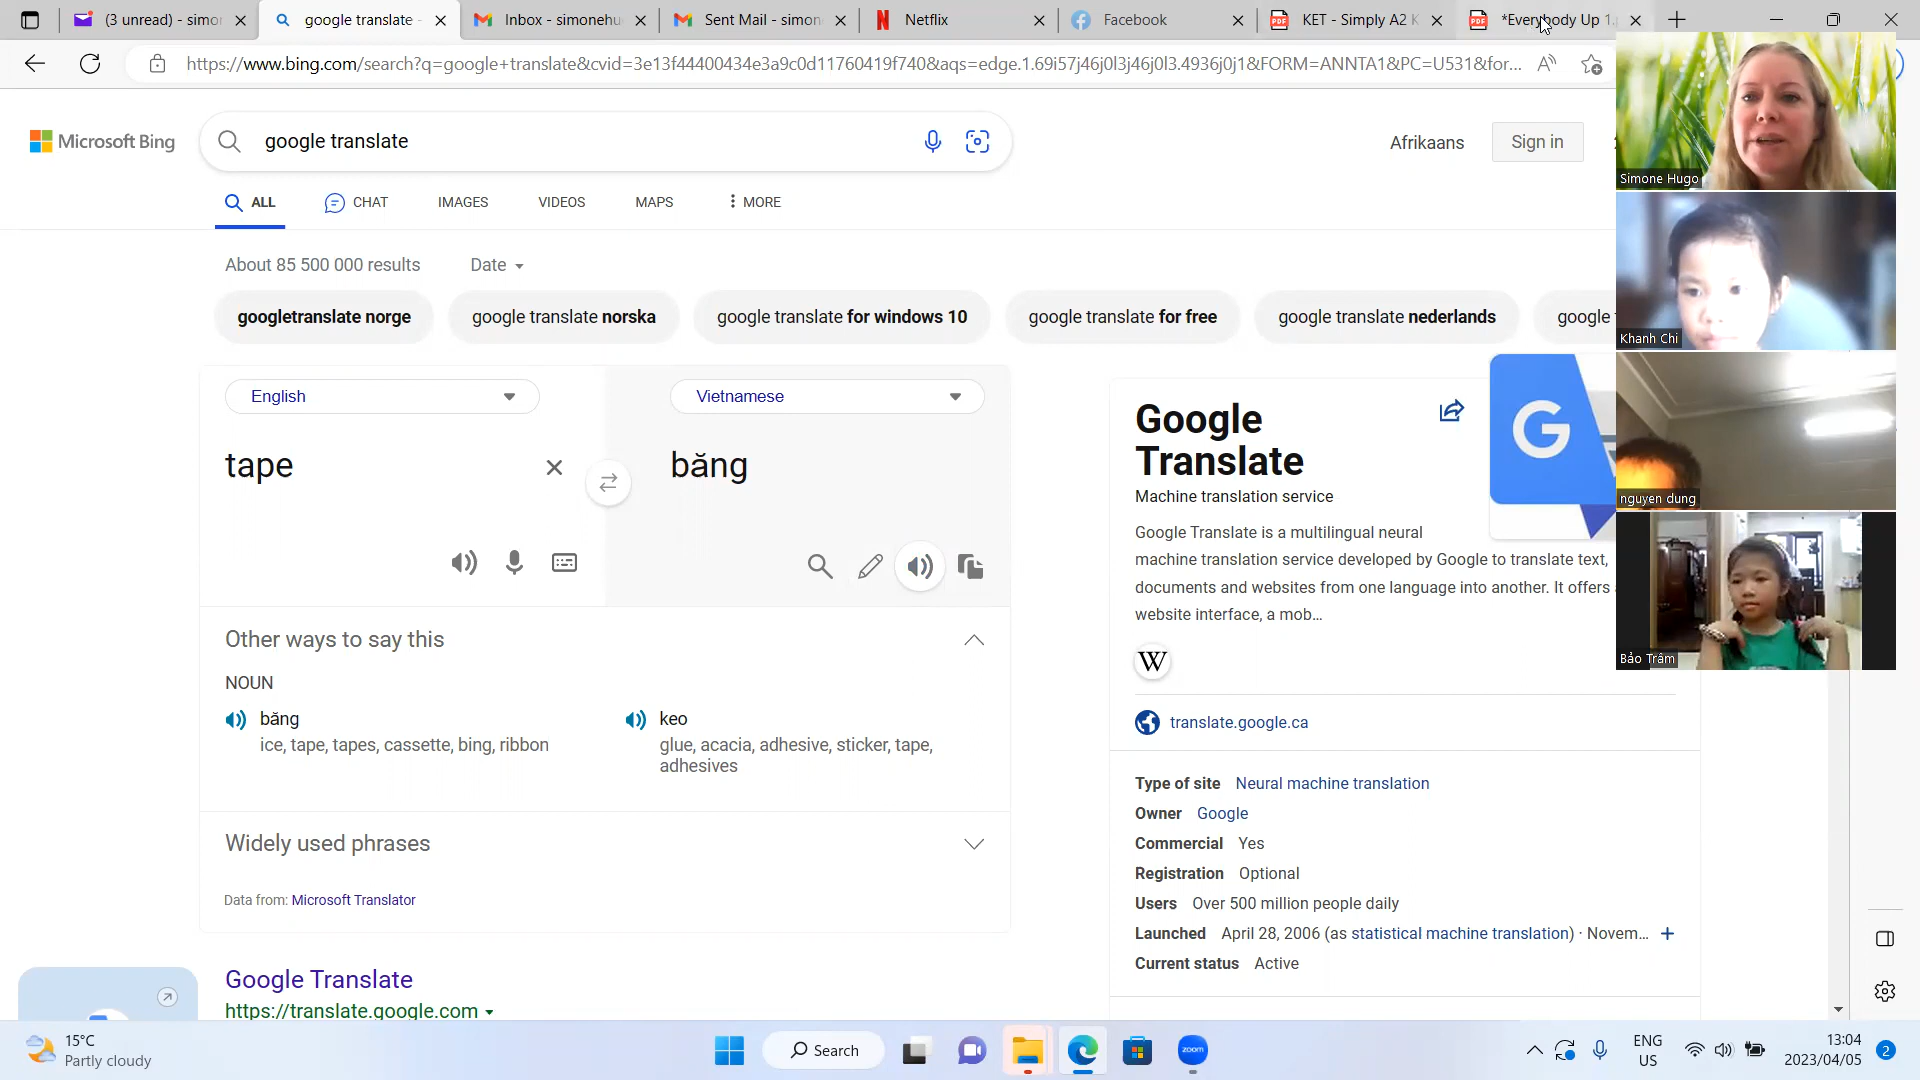 (3 unread) - simo
google translate -
Inbox - simonehu
Sent Mail - simon
Netflix
Facebook
KET - Simply A2 K
*Everybody Up 1.
https://www.bing.com/search?q=google+translate&cvid=3e13f44400434e3a9c0d11760419f740&aqs=edge.1.69i57j46j0l3j46j0l3.4936j0j1&FORM=ANNTA1&PC=U531&for...
Microsoft Bing
google translate
Afrikaans
Sign in
ALL
CHAT
IMAGES
VIDEOS
MAPS
MORE
About 85 500 000 results
Date
googletranslate norge
google translate norska
google translate for windows 10
google translate for free
google translate nederlands
google
English
Vietnamese
tape
băng
Other ways to say this
NOUN
băng
ice, tape, tapes, cassette, bing, ribbon
keo
glue, acacia, adhesive, sticker, tape,
adhesives
Widely used phrases
Data from: Microsoft Translator
Google Translate
https://translate.google.com
Google
Translate
Machine translation service
G
Google Translate is a multilingual neural
machine translation service developed by Google to translate text,
documents and websites from one language into another. It offers
website interface, a mob...
W
translate.google.ca
Type of site Neural machine translation
Owner Google
Commercial Yes
Registration Optional
Users Over 500 million people daily
Launched April 28, 2006 (as statistical machine translation) · Novem...
Current status Active
Simone Hugo
Khanh Chi
nguyen dung
Bảo Trâm
15°C
Partly cloudy
Search
zoom
ENG
US
13:04
2023/04/05
2